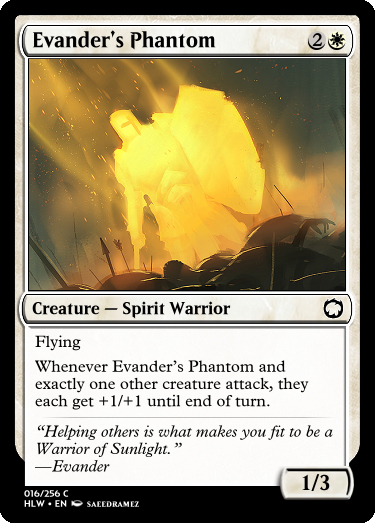 Evander's Phantom 2
Creature — Spirit Warrior
Flying
Whenever Evander's Phantom and
exactly one other creature attack, they
each get +1/+1 until end of turn.
"Helping others is what makes you fit to be a
Warrior of Sunlight."
—Evander
1/3
016/256 C
HLW • EN SAEEDRAMEZ